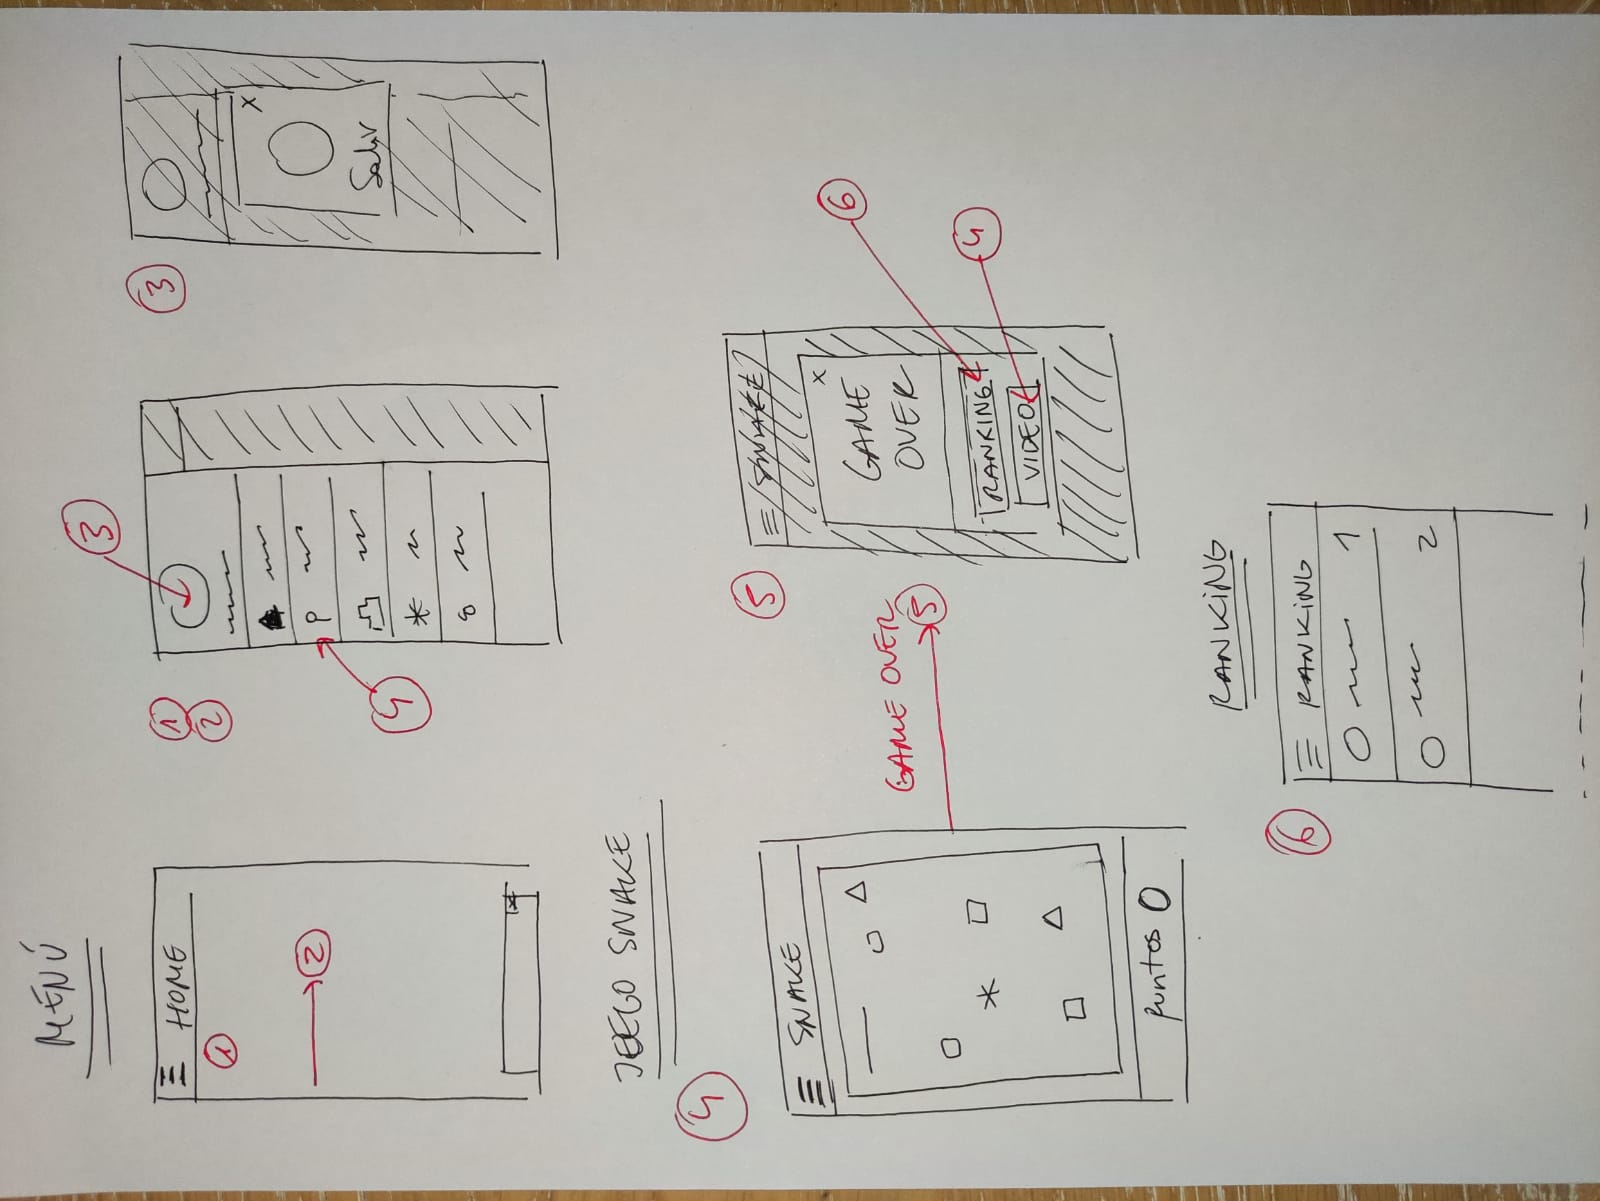 MENÚ
HOME
1
2
3
1
2
4
3
x
Salir
JUEGO SNAKE
4
SNAKE
Puntos 0
GAME OVER
5
5
SNAKE
x
GAME
OVER
RANKING
VIDEO
6
4
RANKING
6
RANKING
1
2